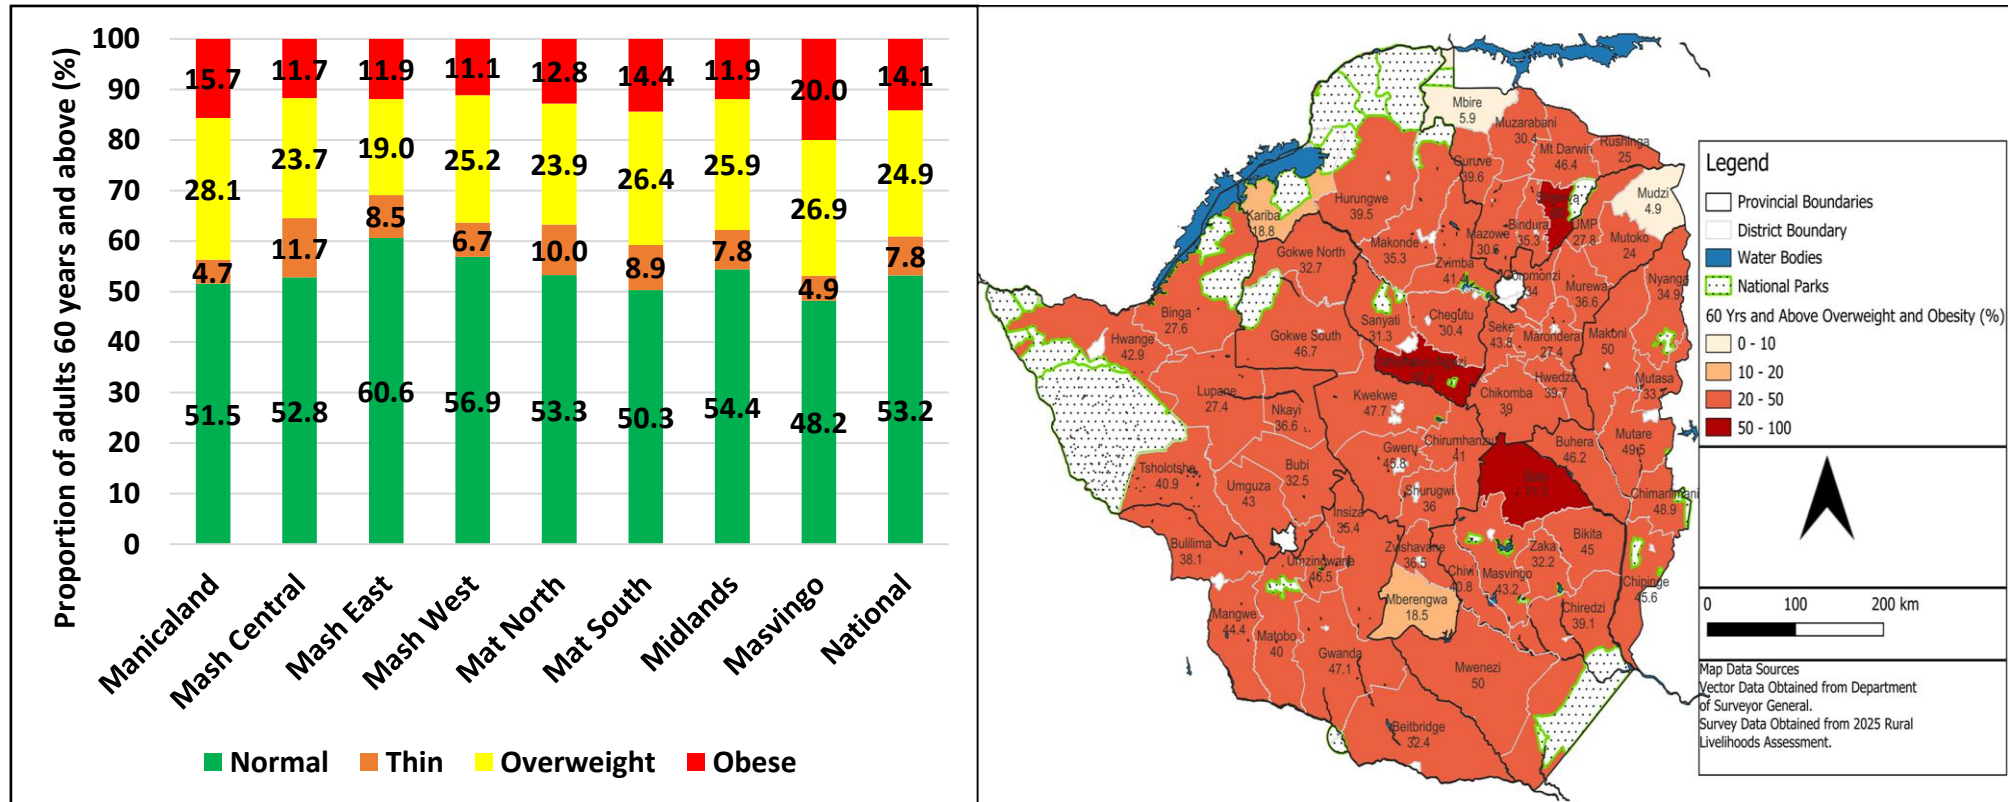 Proportion of adults 60 years and above (%)
100
90
80
70
60
50
40
30
20
10
0
15.7 11.7 11.9 11.1 12.8 14.4 11.9 20.0 14.1
28.1 23.7 19.0 25.2 23.9 26.4 25.9 26.9 24.9
4.7 11.7 8.5 6.7 10.0 8.9 7.8 4.9 7.8
51.5 52.8 60.6 56.9 53.3 50.3 54.4 48.2 53.2
Manicaland
Mash Central
Mash East
Mash West
Mat North
Mat South
Midlands
Masvingo
National
Normal Thin Overweight Obese
Mbire
5.9
Muzarabani
30.4
Rushinga
25
Mt Darwin
46.4
Guruve
39.6
Mudzi
4.9
Hurungwe
39.5
Kariba
18.8
Bindura
35.3
UMP
27.8
Mutoko
24
Mazowe
30.6
Makonde
35.3
Gokwe North
32.7
Zvimba
41.4
Goromonzi
34
Murewa
36.6
Nyanga
34.9
Binga
27.6
Sanyati
31.3
Chegutu
30.4
Seke
43.8
Marondera
27.4
Makoni
50
Hwange
42.9
Gokwe South
46.7
Mutasa
Hwedza
39.7
Chikomba
39
Lupane
27.4
Nkayi
36.6
Kwekwe
47.7
Chirumhanzu
41
Buhera
46.2
Mutare
49.5
Gweru
45.8
Tsholotsho
40.9
Bubi
32.5
Umguza
43
Shurugwi
36
Chimanimani
48.9
Insiza
35.4
Bikita
45
Zaka
32.2
Zvishavane
36.5
Bulilima
38.1
Umzingwane
46.5
Chivi
40.8
Masvingo
43.2
Chipinge
45.6
Mberengwa
18.5
Chiredzi
39.1
Mangwe
44.4
Matobo
40
Gwanda
47.1
Mwenezi
50
Beitbridge
32.4
Legend
Provincial Boundaries
District Boundary
Water Bodies
National Parks
60 Yrs and Above Overweight and Obesity (%)
0 - 10
10 - 20
20 - 50
50 - 100
0 100 200 km
Map Data Sources
Vector Data Obtained from Department
of Surveyor General.
Survey Data Obtained from 2025 Rural
Livelihoods Assessment.